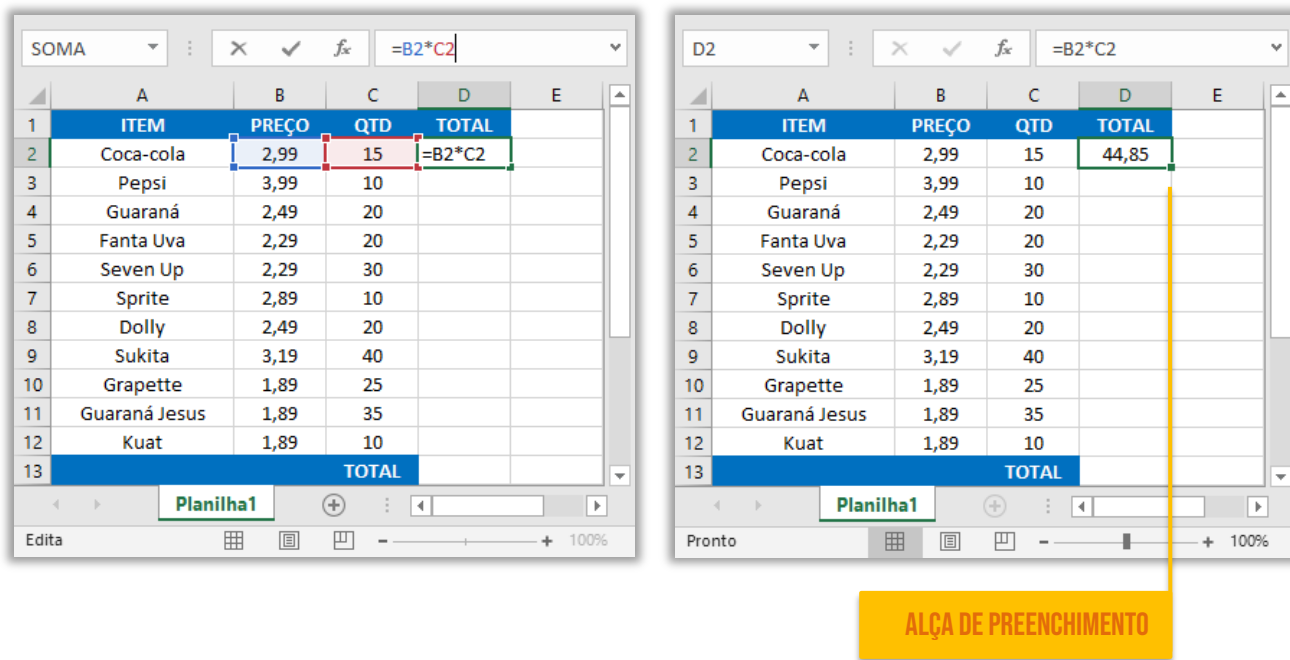 SOMA =B2*C2
A B C D E
1 ITEM PREÇO QTD TOTAL
2 Coca-cola 2,99 15 =B2*C2
3 Pepsi 3,99 10
4 Guaraná 2,49 20
5 Fanta Uva 2,29 20
6 Seven Up 2,29 30
7 Sprite 2,89 10
8 Dolly 2,49 20
9 Sukita 3,19 40
10 Grapette 1,89 25
11 Guaraná Jesus 1,89 35
12 Kuat 1,89 10
13 TOTAL
Planilha1
Edita 100%
D2 fx =B2*C2
A B C D E
1 ITEM PREÇO QTD TOTAL
2 Coca-cola 2,99 15 44,85
3 Pepsi 3,99 10
4 Guaraná 2,49 20
5 Fanta Uva 2,29 20
6 Seven Up 2,29 30
7 Sprite 2,89 10
8 Dolly 2,49 20
9 Sukita 3,19 40
10 Grapette 1,89 25
11 Guaraná Jesus 1,89 35
12 Kuat 1,89 10
13 TOTAL
Planilha1
Pronto 100%
ALÇA DE PREENCHIMENTO